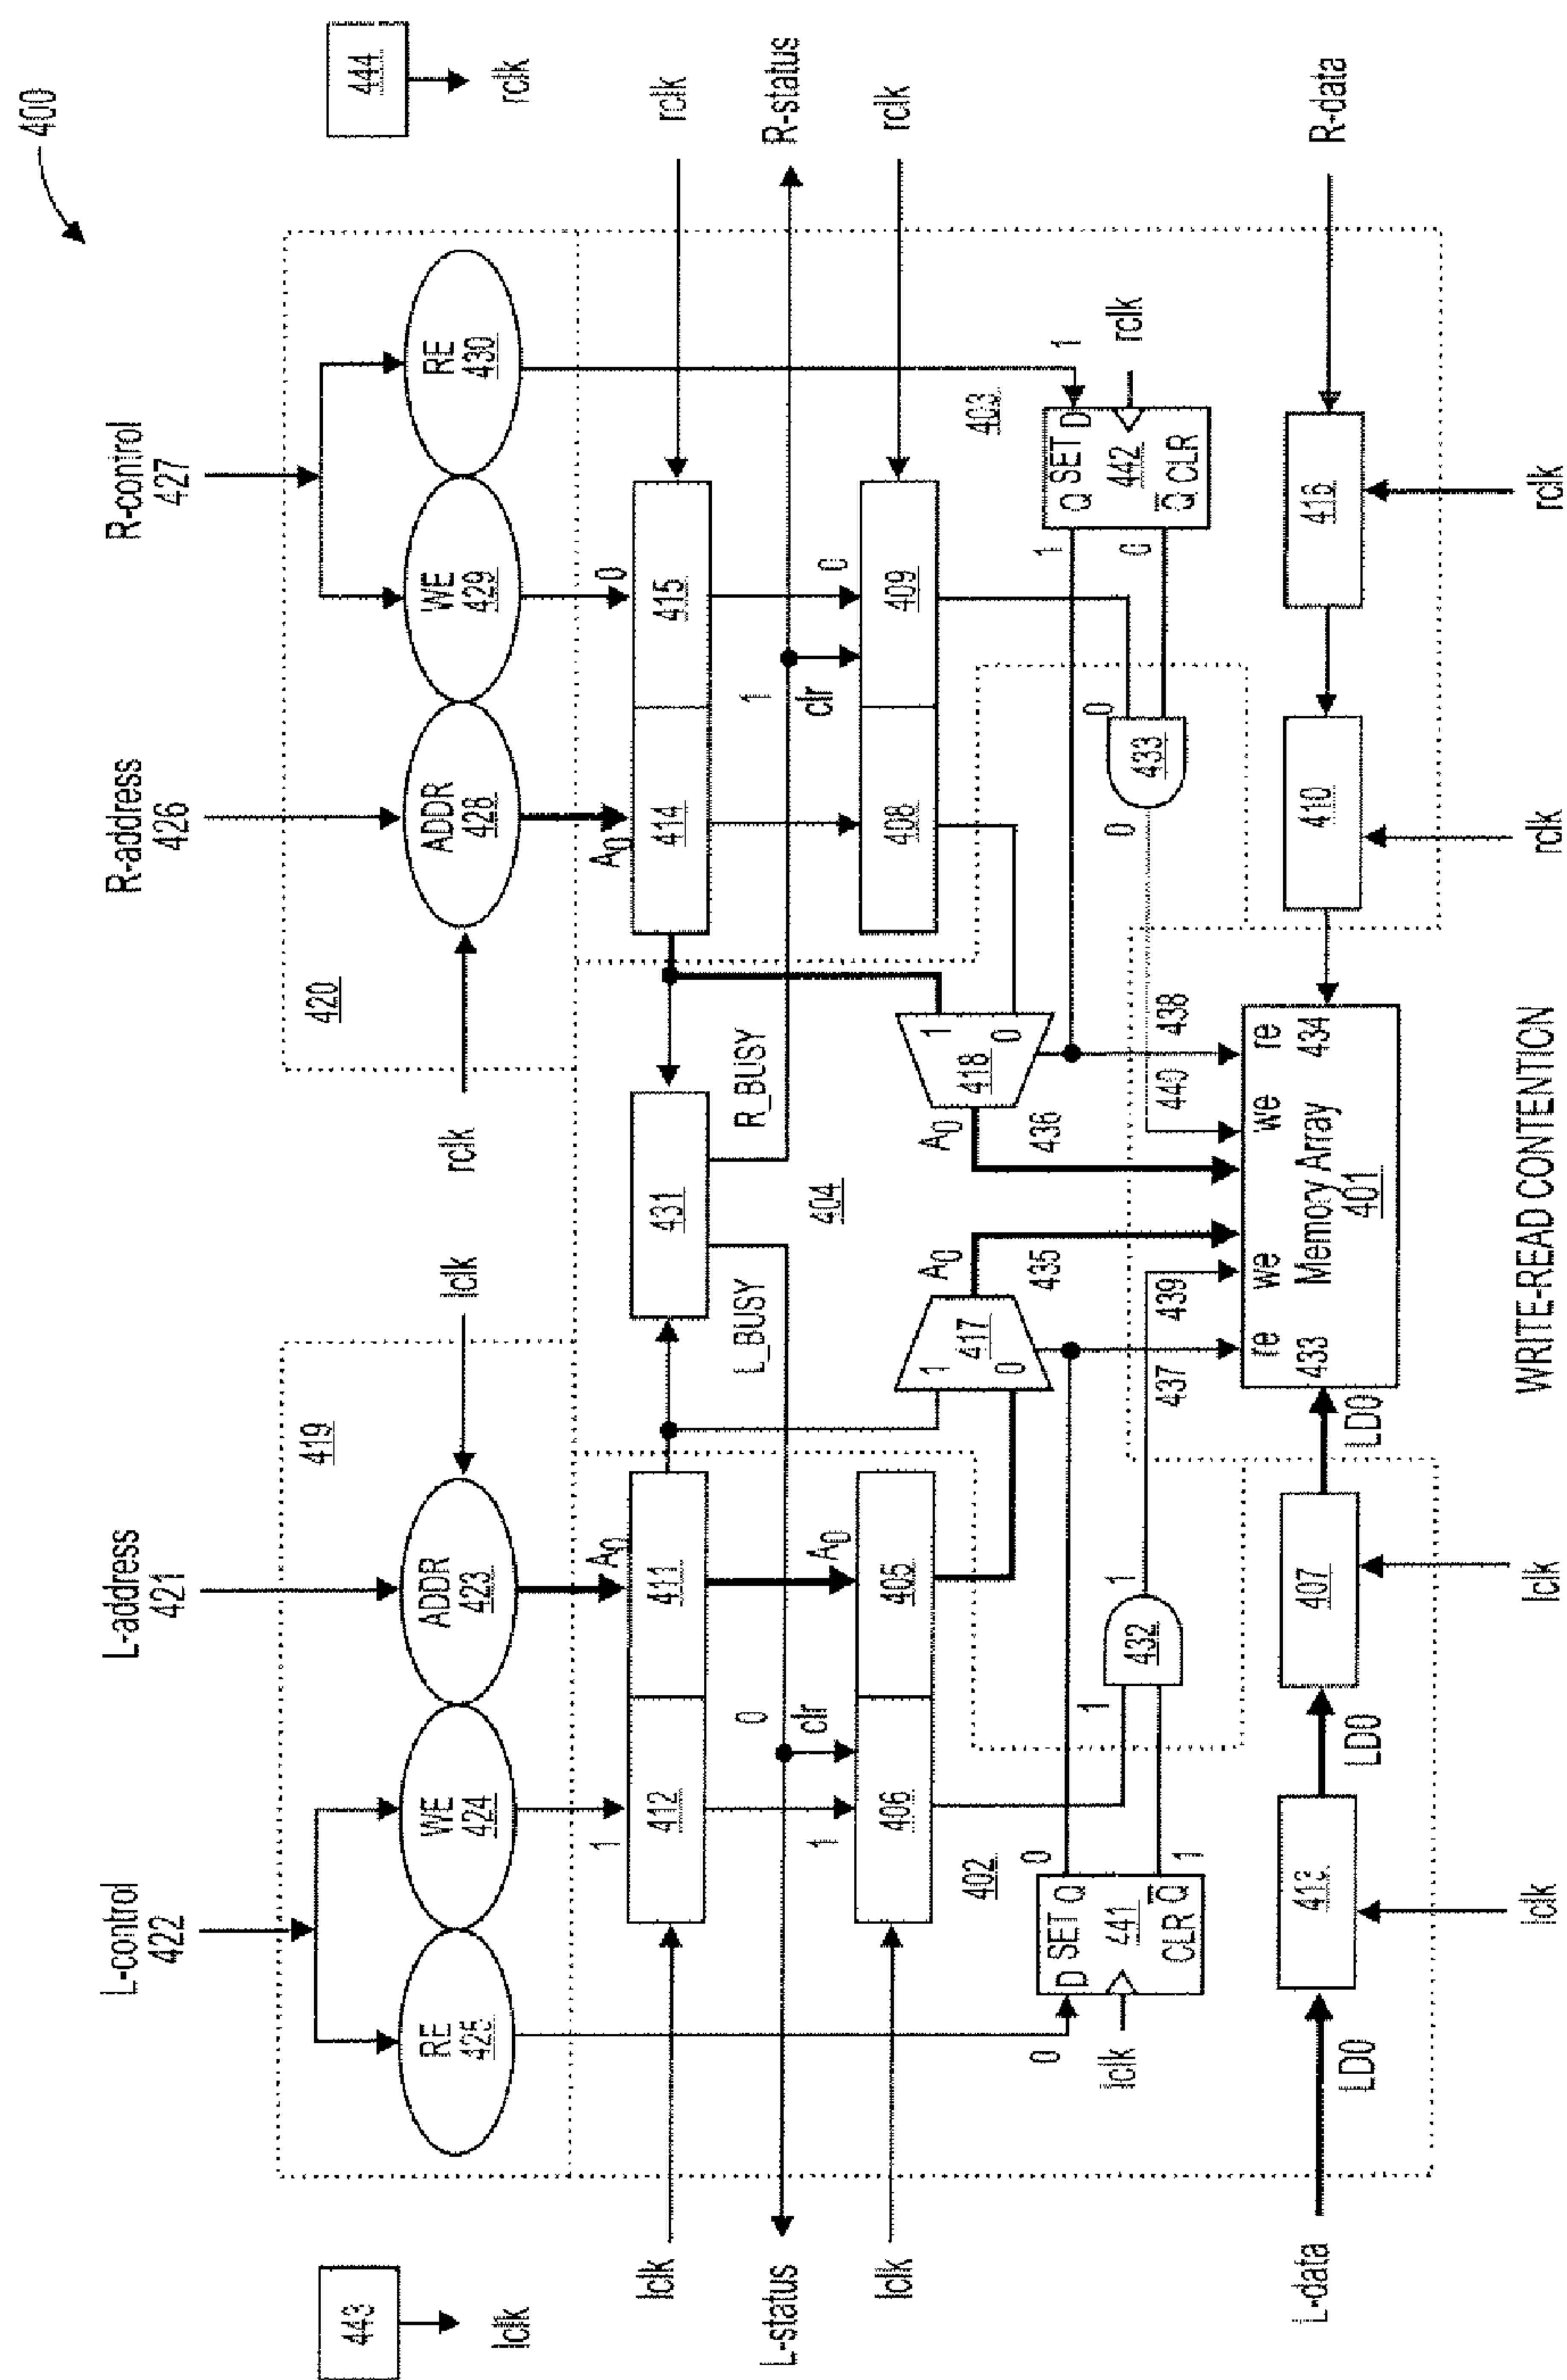 400
443
lclk
444
rclk
L-control
422
L-address
421
R-address
426
R-control
427
419
420
RE
425
WE
424
ADDR
423
lclk
rclk
ADDR
428
WE
429
RE
430
1
A0
A0
0
lclk
412
411
431
414
415
rclk
L-status
0
L_BUSY
R_BUSY
1
R-status
clr
clr
1
A0
404
0
lclk
406
405
408
409
rclk
402
403
0
lclk
D SET Q
441
CLR Q
0
1
1
432
1
1
417
0
A0
435
A0
436
1
418
0
0
433
0
1
0
Q SET D
442
Q CLR
1
rclk
437
439
440
438
re
we
we
re
433
434
Memory Array
401
L-data
LD0
413
LD0
407
LD0
410
416
R-data
lclk
lclk
rclk
rclk
WRITE-READ CONTENTION